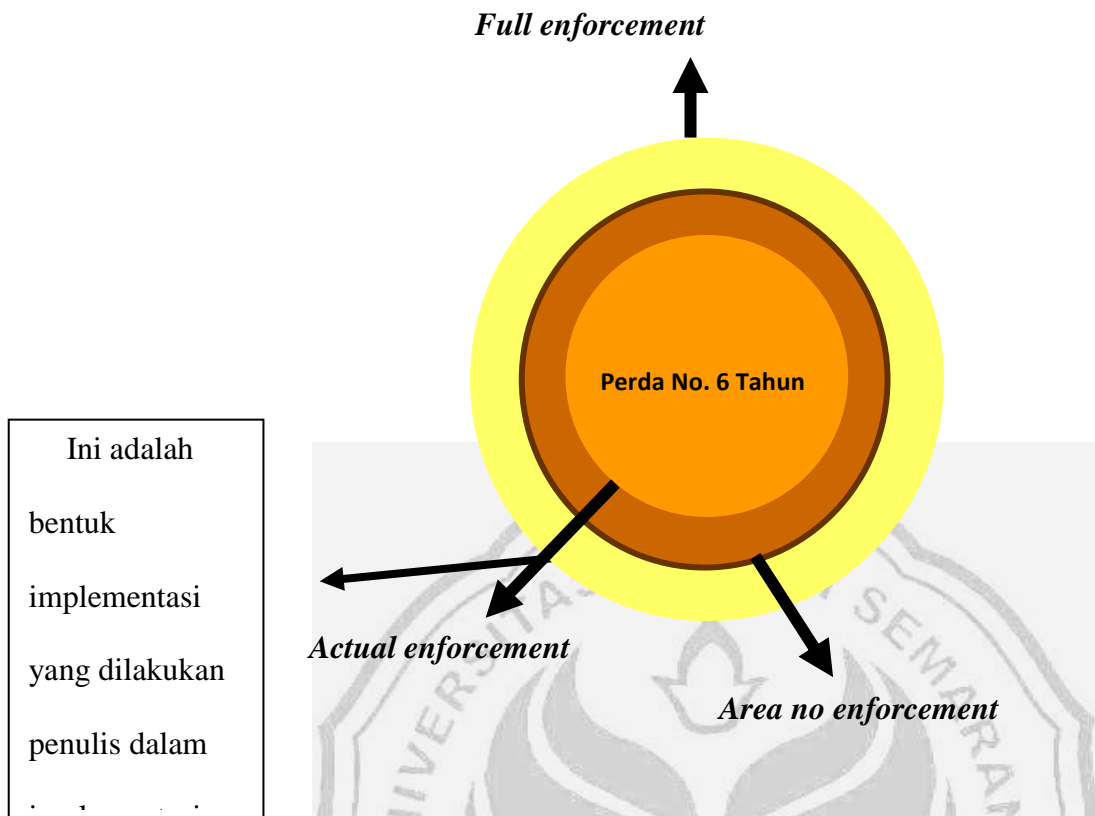 Full enforcement
Perda No. 6 Tahun
Ini adalah
bentuk
implementasi
yang dilakukan
penulis dalam
Actual enforcement
Area no enforcement